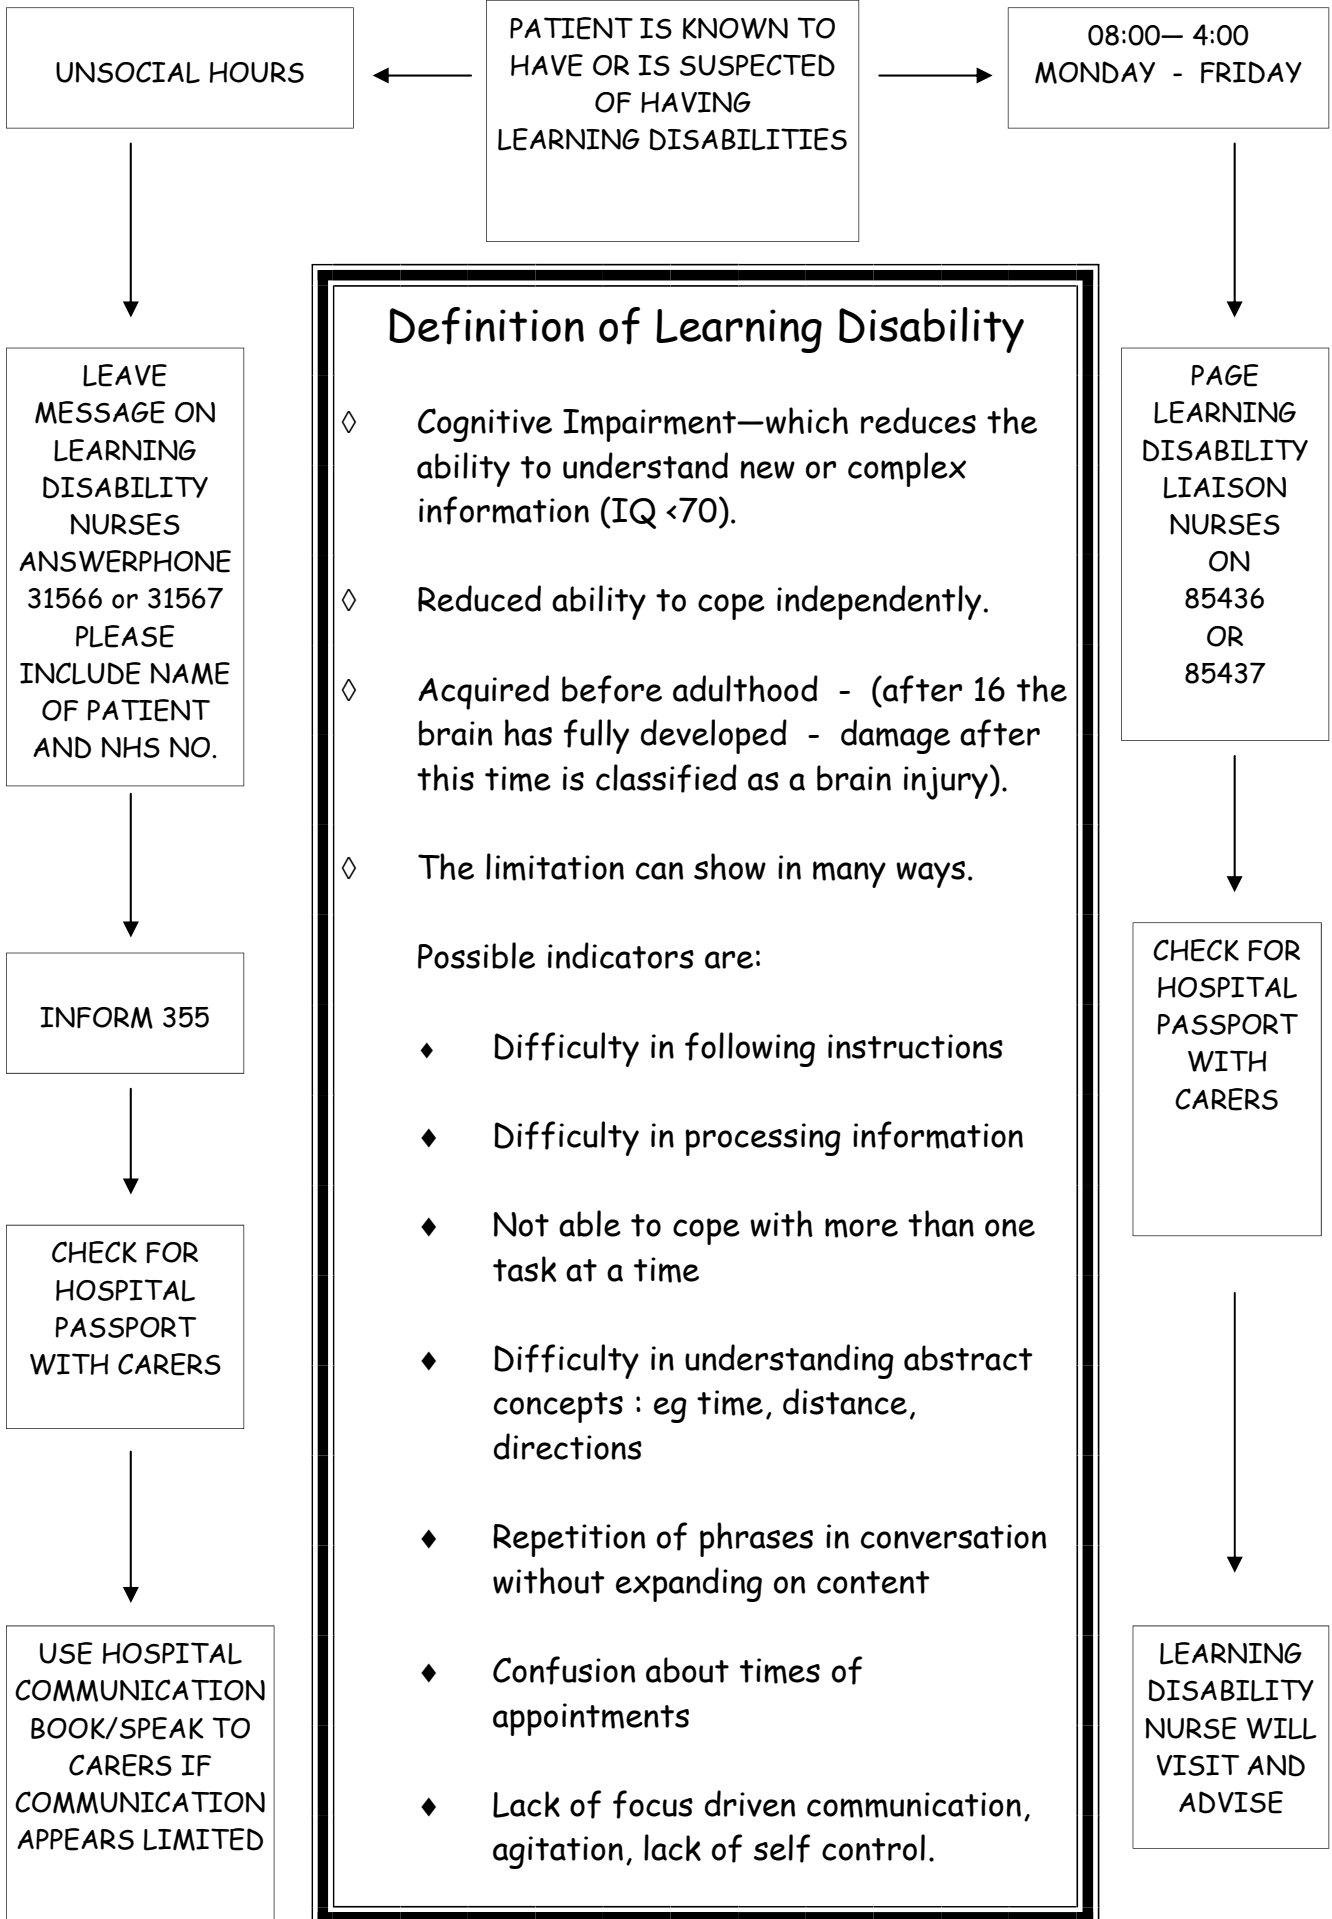 UNSOCIAL HOURS
PATIENT IS KNOWN TO
HAVE OR IS SUSPECTED
OF HAVING
LEARNING DISABILITIES
08:00— 4:00
MONDAY - FRIDAY
LEAVE
MESSAGE ON
LEARNING
DISABILITY
NURSES
ANSWERPHONE
31566 or 31567
PLEASE
INCLUDE NAME
OF PATIENT
AND NHS NO.
INFORM 355
CHECK FOR
HOSPITAL
PASSPORT
WITH CARERS
USE HOSPITAL
COMMUNICATION
BOOK/SPEAK TO
CARERS IF
COMMUNICATION
APPEARS LIMITED
Definition of Learning Disability
◊ Cognitive Impairment—which reduces the
ability to understand new or complex
information (IQ <70).
◊ Reduced ability to cope independently.
◊ Acquired before adulthood - (after 16 the
brain has fully developed - damage after
this time is classified as a brain injury).
◊ The limitation can show in many ways.
Possible indicators are:
♦ Difficulty in following instructions
♦ Difficulty in processing information
♦ Not able to cope with more than one
task at a time
♦ Difficulty in understanding abstract
concepts : eg time, distance,
directions
♦ Repetition of phrases in conversation
without expanding on content
♦ Confusion about times of
appointments
♦ Lack of focus driven communication,
agitation, lack of self control.
PAGE
LEARNING
DISABILITY
LIAISON
NURSES
ON
85436
OR
85437
CHECK FOR
HOSPITAL
PASSPORT
WITH
CARERS
LEARNING
DISABILITY
NURSE WILL
VISIT AND
ADVISE